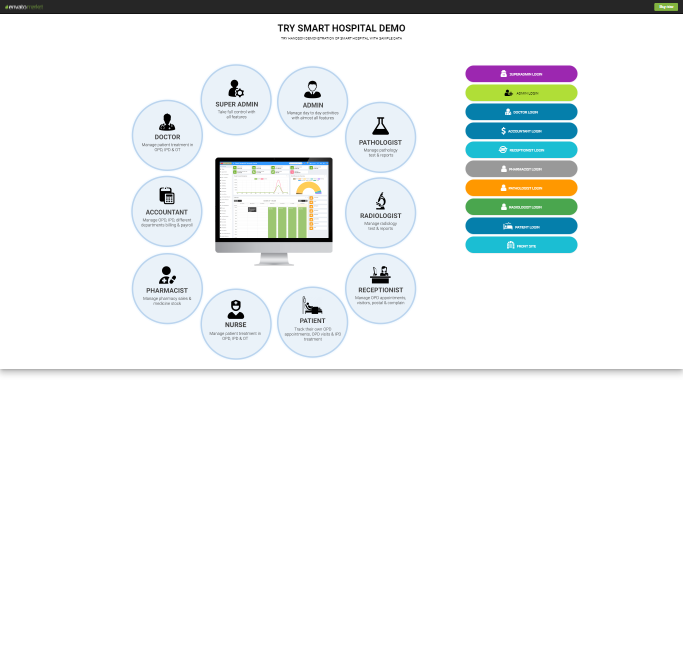 envatomarket
Buy now
TRY SMART HOSPITAL DEMO
TRY HANDSON DEMONSTRATION OF SMART HOSPITAL WITH SAMPLE DATA
SUPER ADMIN
Take full control with
all features
ADMIN
Manage day to day activities
with almost all features
DOCTOR
Manage patient treatment in
OPD, IPD & OT
PATHOLOGIST
Manage pathology
test & reports
ACCOUNTANT
Manage OPD, IPD, different
departments billing & payroll
RADIOLOGIST
Manage radiology
test & reports
PHARMACIST
Manage pharmacy sales &
medicine stock
RECEPTIONIST
Manage OPD appointments,
visitors, postal & complain
NURSE
Manage patient treatment in
OPD, IPD & OT
PATIENT
Track their own OPD
appointments, OPD visits & IPD
treatment
SUPERADMIN LOGIN
ADMIN LOGIN
DOCTOR LOGIN
ACCOUNTANT LOGIN
RECEPTIONIST LOGIN
PHARMACIST LOGIN
PATHOLOGIST LOGIN
RADIOLOGIST LOGIN
PATIENT LOGIN
FRONT SITE